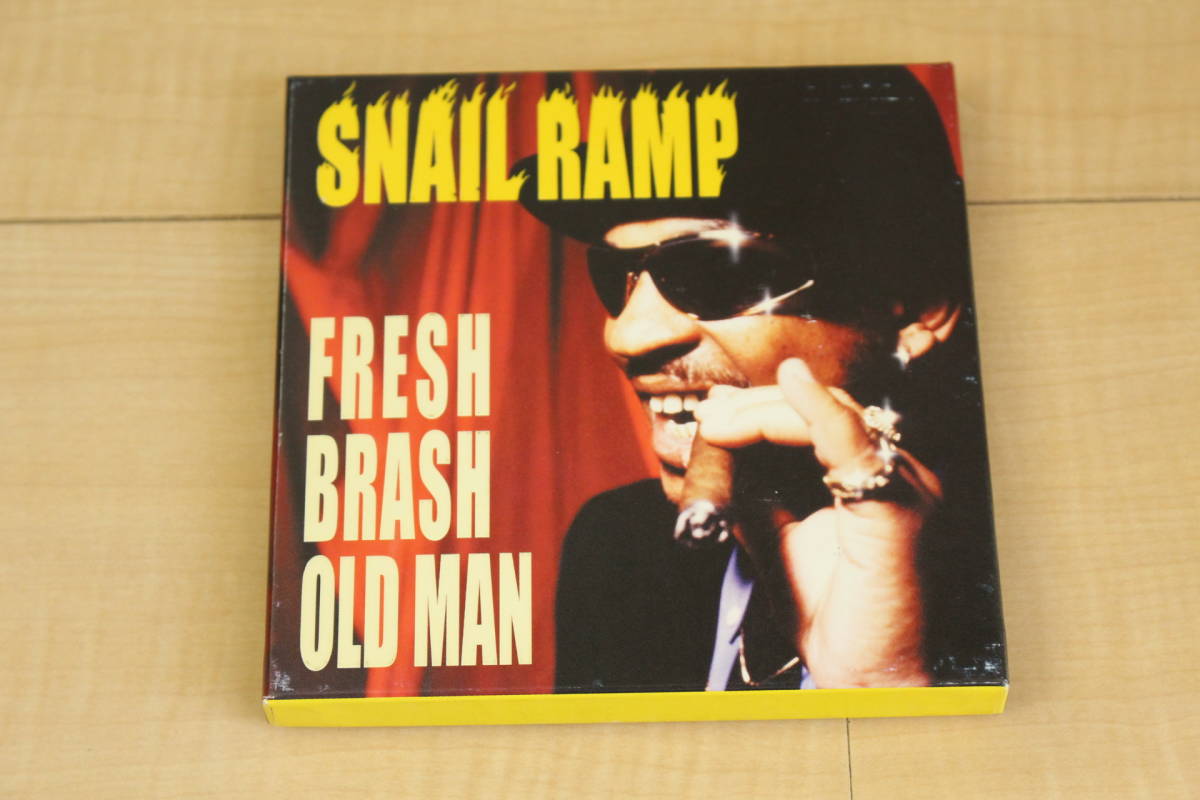 SNAIL RAMP
FRESH
BRASH
OLD MAN